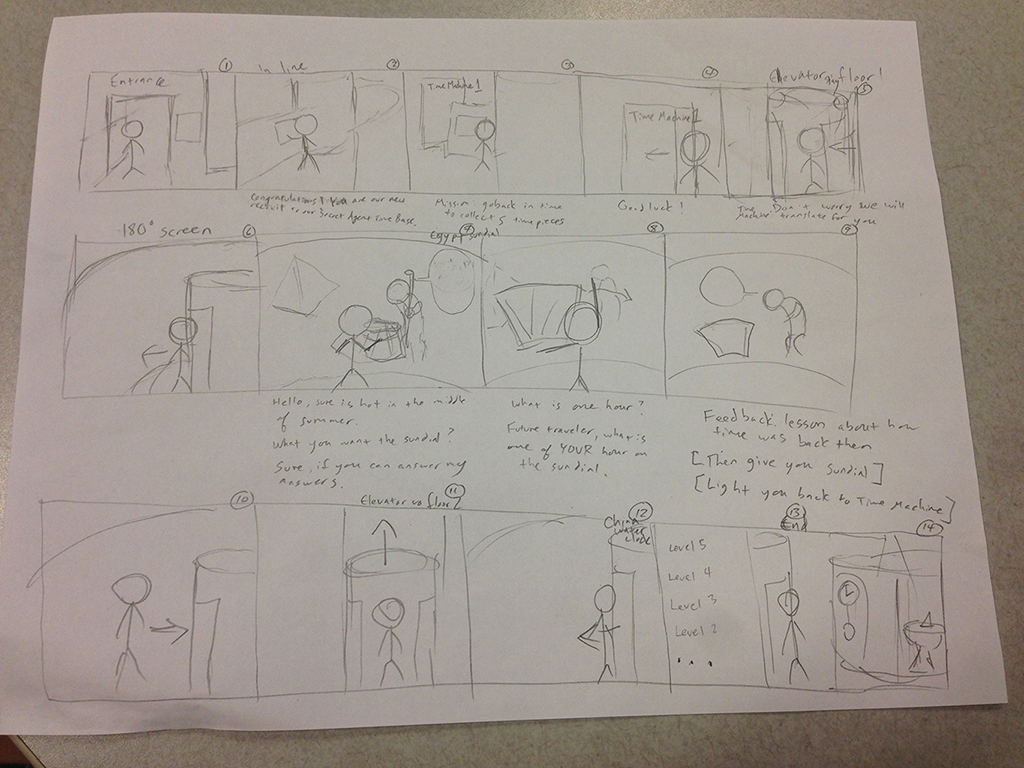 Entrance
①
in line
②
Time Machine 1
③
④
Time Machine 1
Elevator floor!
⑤
Congratulations! You are our new
recruit to our Secret Agent Time Base.
Mission: go back in time
to collect 5 time pieces
Good luck!
Time Machine
Don't worry we will
translate for you
180° screen
⑥
Egypt sundial
⑦
⑧
⑨
Hello, sure is hot in the middle
of summer.
What you want the sundial?
Sure, if you can answer my
answers.
What is one hour?
Future traveler, what is
one of YOUR hour on
the sundial.
Feedback: lesson about how
time was back then
[Then give you sundial]
[Light you back to Time Machine]
⑩
Elevator up floor
⑪
⑫
China
water
clock
Level 5
Level 4
Level 3
Level 2
...
⑬
End
⑭